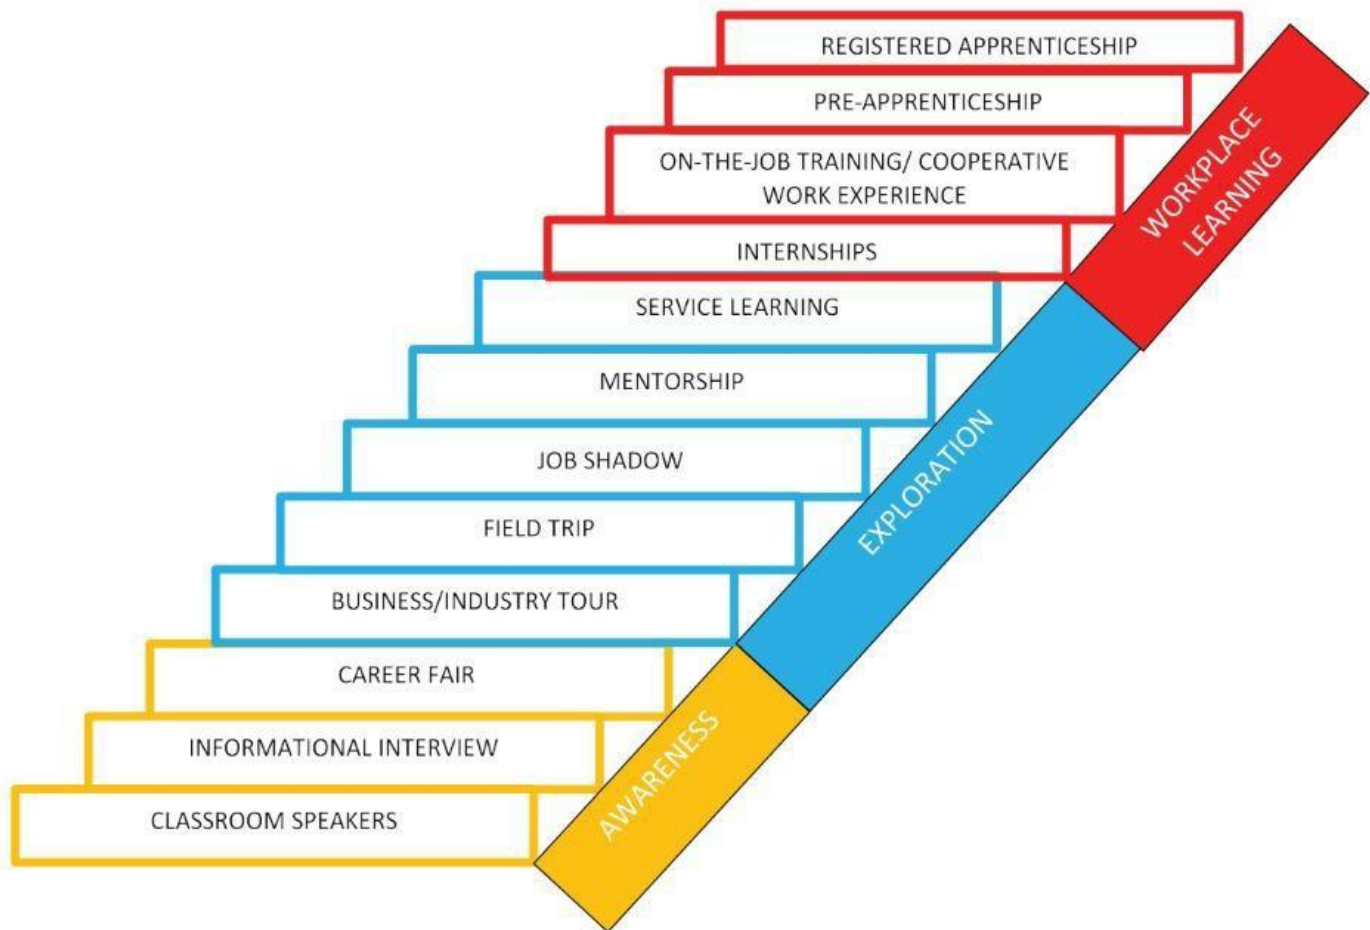 REGISTERED APPRENTICESHIP
PRE-APPRENTICESHIP
ON-THE-JOB TRAINING/ COOPERATIVE
WORK EXPERIENCE
INTERNSHIPS
SERVICE LEARNING
MENTORSHIP
JOB SHADOW
FIELD TRIP
BUSINESS/INDUSTRY TOUR
CAREER FAIR
INFORMATIONAL INTERVIEW
CLASSROOM SPEAKERS
WORKPLACE
LEARNING
EXPLORATION
AWARENESS